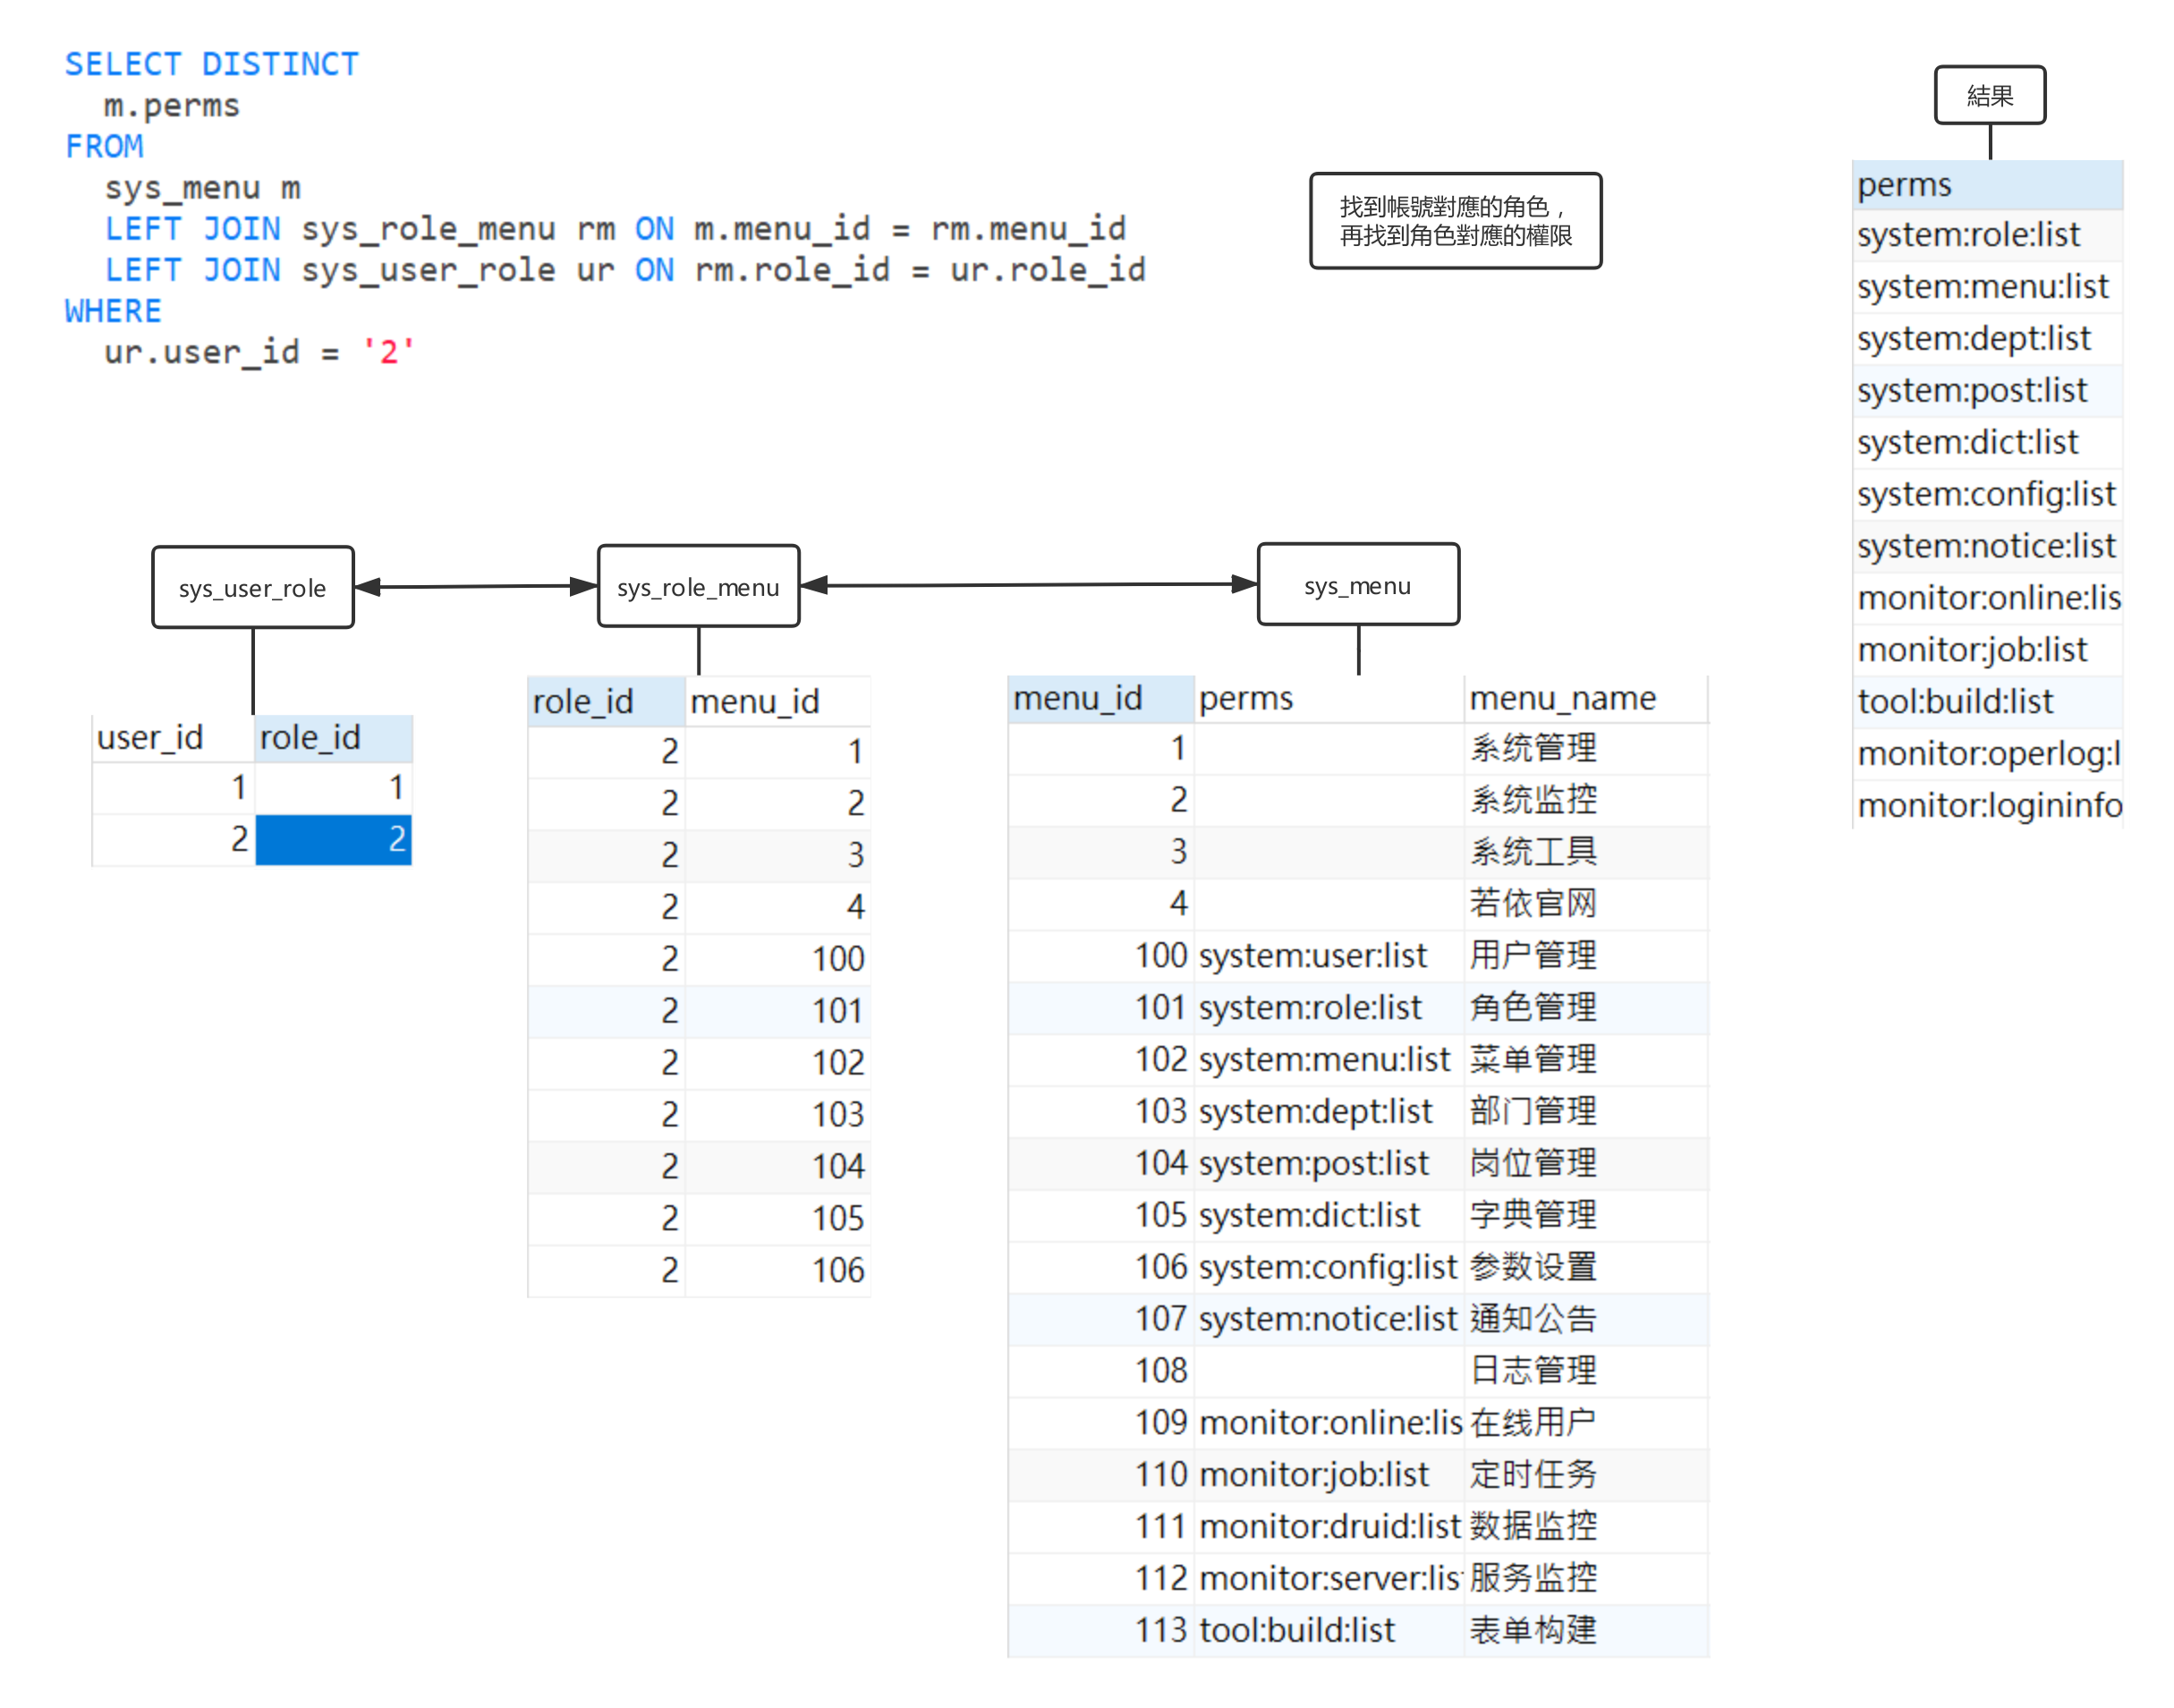 SELECT DISTINCT
m.perms
FROM
sys_menu m
LEFT JOIN sys_role_menu rm ON m.menu_id = rm.menu_id
LEFT JOIN sys_user_role ur ON rm.role_id = ur.role_id
WHERE
ur.user_id = '2'
找到帳號對應的角色，
再找到角色對應的權限
結果
perms
system:role:list
system:menu:list
system:dept:list
system:post:list
system:dict:list
system:config:list
system:notice:list
monitor:online:lis
monitor:job:list
tool:build:list
monitor:operlog:l
monitor:logininfo
sys_user_role
sys_role_menu
sys_menu
user_id role_id
1 1
2 2
role_id menu_id
2 1
2 2
2 3
2 4
2 100
2 101
2 102
2 103
2 104
2 105
2 106
menu_id perms menu_name
1 系统管理
2 系统监控
3 系统工具
4 若依官网
100 system:user:list 用户管理
101 system:role:list 角色管理
102 system:menu:list 菜单管理
103 system:dept:list 部门管理
104 system:post:list 岗位管理
105 system:dict:list 字典管理
106 system:config:list 参数设置
107 system:notice:list 通知公告
108 日志管理
109 monitor:online:lis 在线用户
110 monitor:job:list 定时任务
111 monitor:druid:list 数据监控
112 monitor:server:lis 服务监控
113 tool:build:list 表单构建